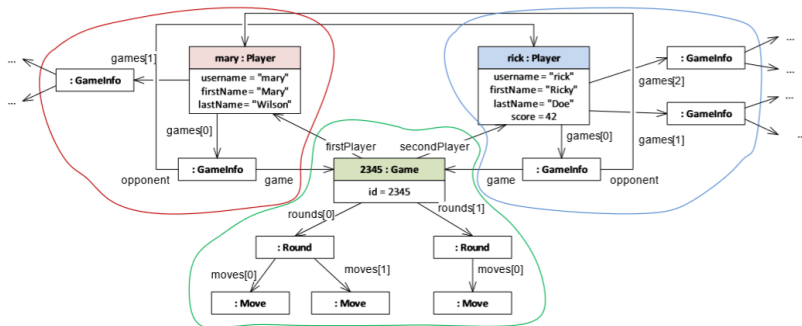 ...
...
games[1]
: GameInfo
mary : Player
username = "mary"
firstName= "Mary"
lastName= "Wilson"
games[0]
opponent
: GameInfo
game
firstPlayer
secondPlayer
2345 : Game
id = 2345
rick : Player
username = "rick"
firstName= "Ricky"
lastName= "Doe"
score = 42
games[0]
game
: GameInfo
opponent
games[2]
: GameInfo
...
...
games[1]
: GameInfo
...
...
rounds[0]
rounds[1]
: Round
: Round
moves[0]
moves[1]
moves[0]
: Move
: Move
: Move